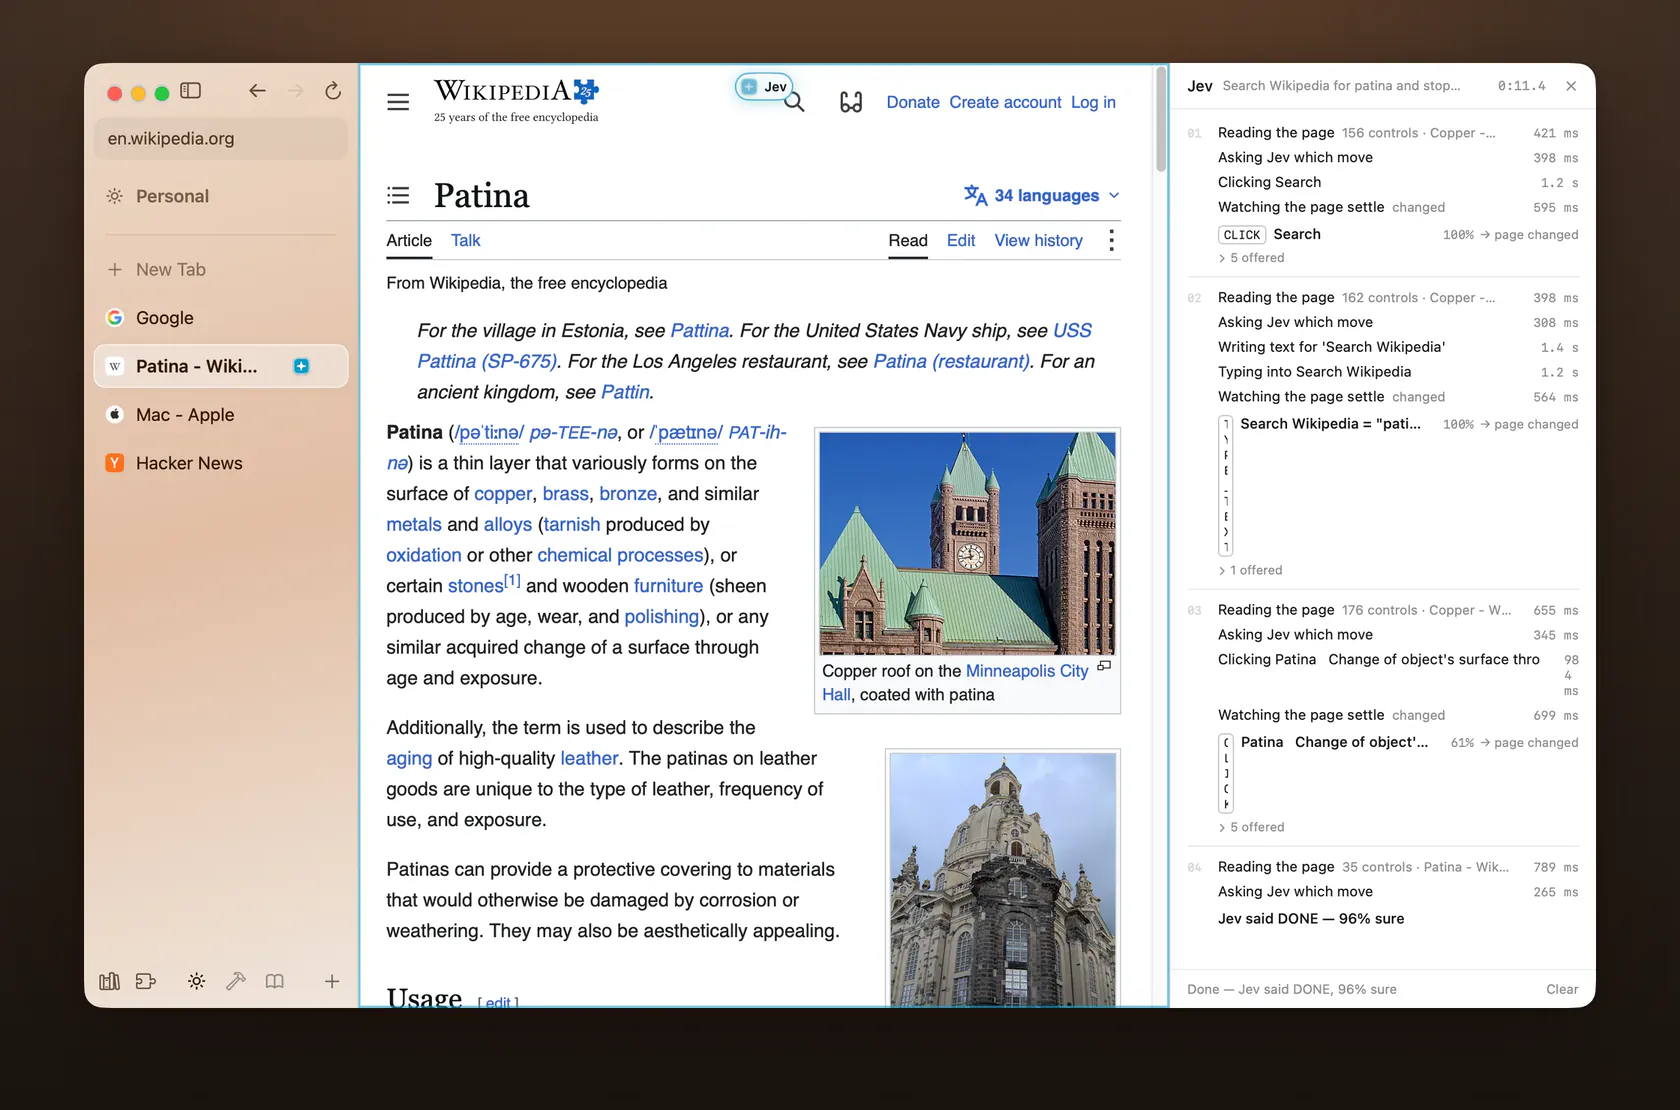 en.wikipedia.org
Personal
New Tab
Google
Patina - Wiki...
Mac - Apple
Hacker News
WIKIPEDIA 25
25 years of the free encyclopedia
Jev
Donate Create account Log in
Patina
34 languages
Article Talk Read Edit View history
From Wikipedia, the free encyclopedia
For the village in Estonia, see Pattina. For the United States Navy ship, see USS
Pattina (SP-675). For the Los Angeles restaurant, see Patina (restaurant). For an
ancient kingdom, see Pattin.
Patina (/pəˈtiːnə/ pə-TEE-nə, or /ˈpætɪnə/ PAT-ih-
nə) is a thin layer that variously forms on the
surface of copper, brass, bronze, and similar
metals and alloys (tarnish produced by
oxidation or other chemical processes), or
certain stones[1] and wooden furniture (sheen
produced by age, wear, and polishing), or any
similar acquired change of a surface through
age and exposure.
Copper roof on the Minneapolis City
Hall, coated with patina
Additionally, the term is used to describe the
aging of high-quality leather. The patinas on leather
goods are unique to the type of leather, frequency of
use, and exposure.
Patinas can provide a protective covering to materials
that would otherwise be damaged by corrosion or
weathering. They may also be aesthetically appealing.
Usage [ edit ]
Jev Search Wikipedia for patina and stop... 0:11.4
01 Reading the page 156 controls · Copper -... 421 ms
Asking Jev which move 398 ms
Clicking Search 1.2 s
Watching the page settle changed 595 ms
CLICK Search 100% → page changed
5 offered
02 Reading the page 162 controls · Copper -... 398 ms
Asking Jev which move 308 ms
Writing text for 'Search Wikipedia' 1.4 s
Typing into Search Wikipedia 1.2 s
Watching the page settle changed 564 ms
TYPE_TEXT Search Wikipedia = "pati... 100% → page changed
1 offered
03 Reading the page 176 controls · Copper - W... 655 ms
Asking Jev which move 345 ms
Clicking Patina Change of object's surface thro 984 ms
Watching the page settle changed 699 ms
CLICK Patina Change of object'... 61% → page changed
5 offered
04 Reading the page 35 controls · Patina - Wik... 789 ms
Asking Jev which move 265 ms
Jev said DONE — 96% sure
Done — Jev said DONE, 96% sure Clear